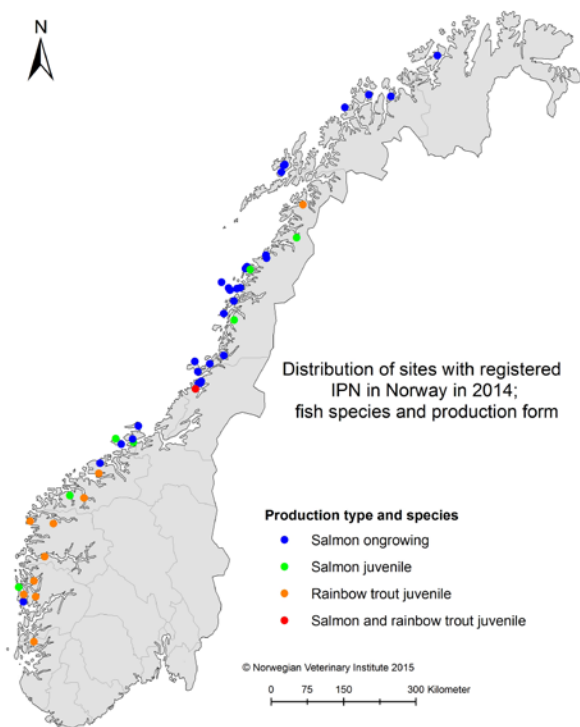 N
Distribution of sites with registered
IPN in Norway in 2014;
fish species and production form
Production type and species
Salmon ongrowing
Salmon juvenile
Rainbow trout juvenile
Salmon and rainbow trout juvenile
© Norwegian Veterinary Institute 2015
0 75 150 300 Kilometer